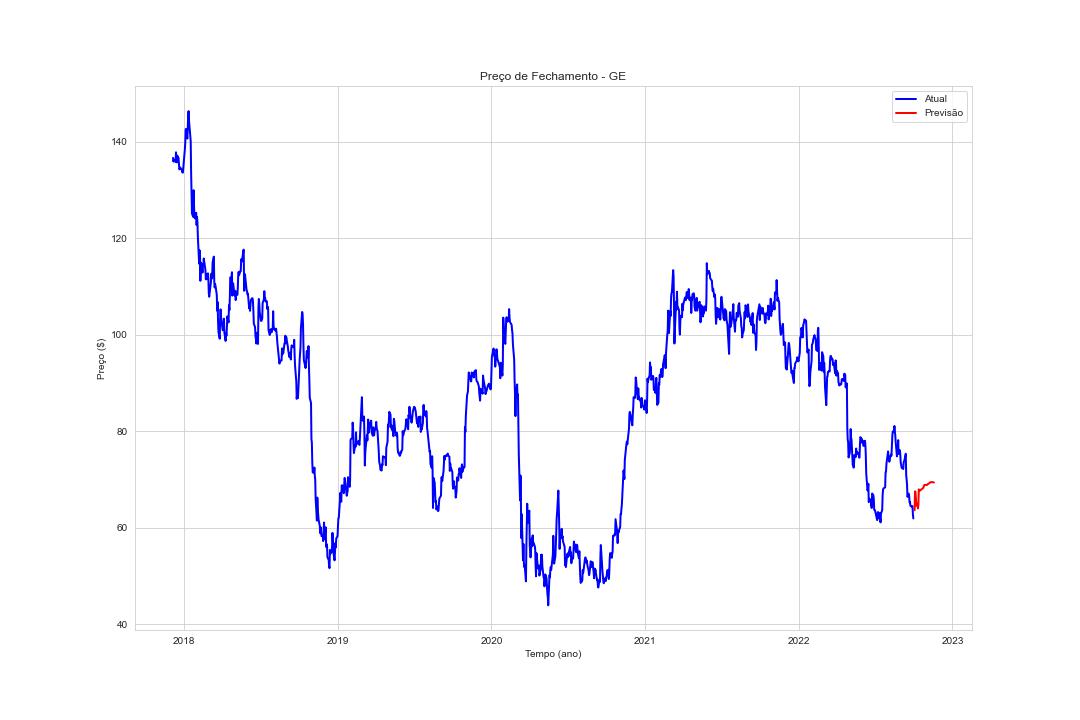 Preço de Fechamento - GE
Atual
Previsão
140
120
100
80
60
40
Preço ($)
2018 2019 2020 2021 2022 2023
Tempo (ano)